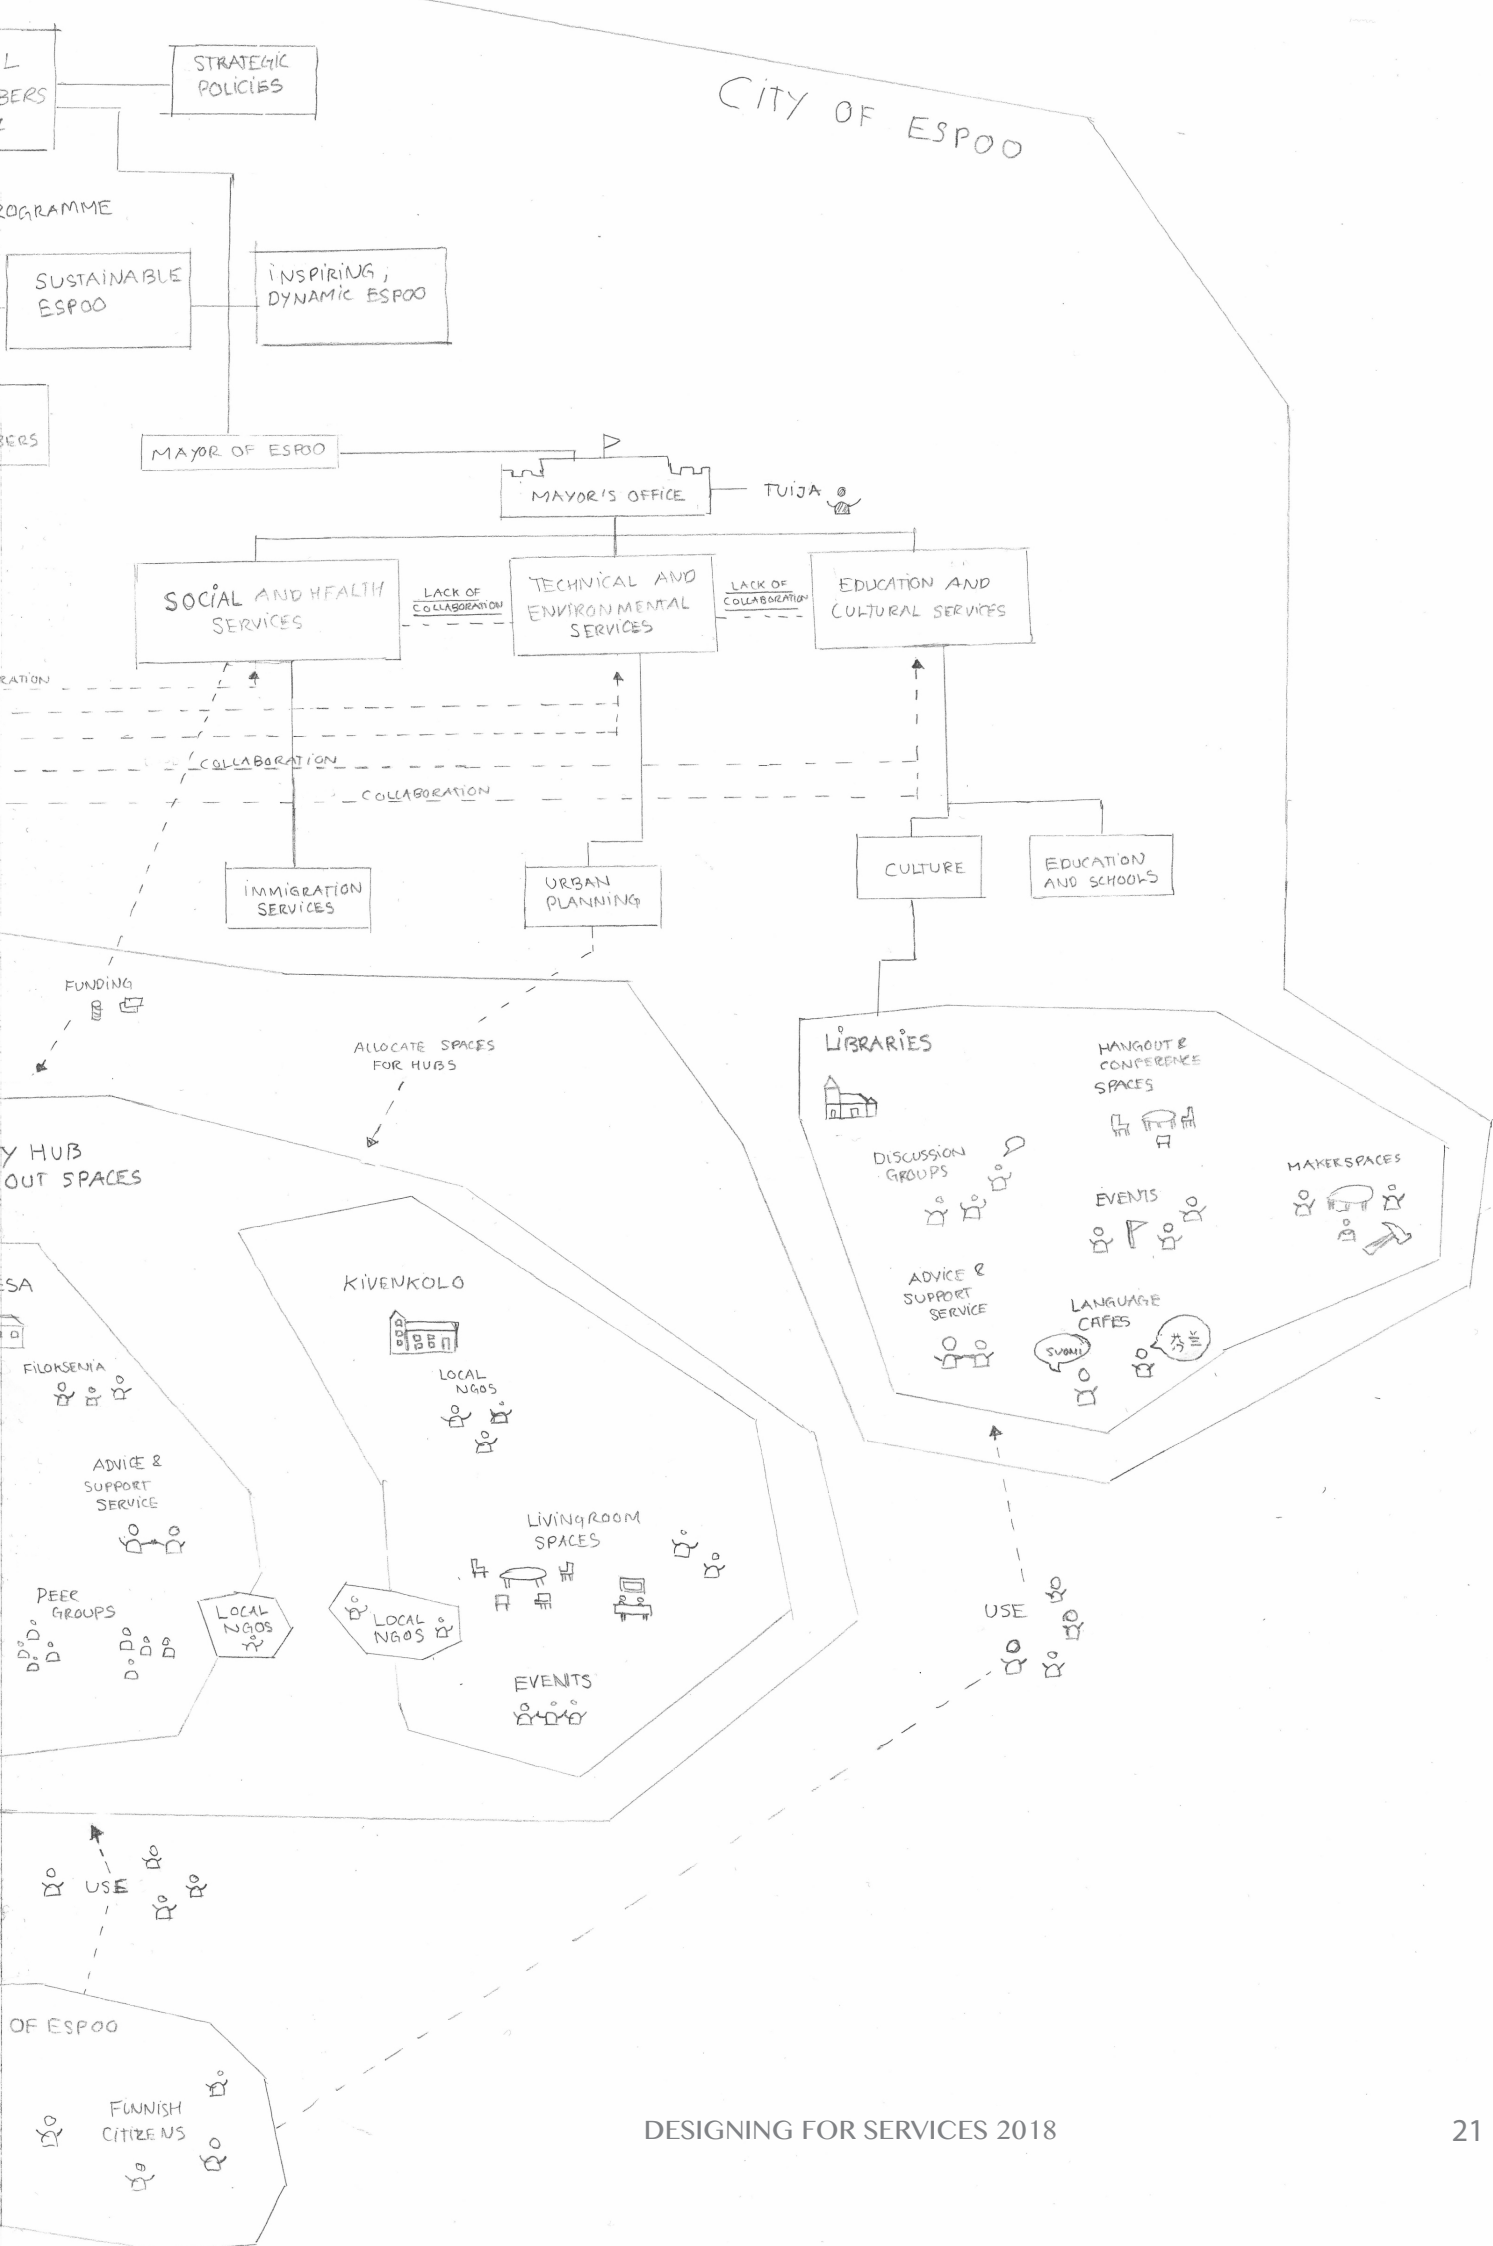 L
STRATEGIC
POLICIES
BERS
CITY OF ESPOO
ROGRAMME
SUSTAINABLE
ESPOO
INSPIRING,
DYNAMIC ESPOO
BERS
MAYOR OF ESPOO
MAYOR'S OFFICE
TUIJA
SOCIAL AND HEALTH
SERVICES
LACK OF
COLLABORATION
TECHNICAL AND
ENVIRONMENTAL
SERVICES
LACK OF
COLLABORATION
EDUCATION AND
CULTURAL SERVICES
RATION
COLLABORATION
COLLABORATION
IMMIGRATION
SERVICES
URBAN
PLANNING
CULTURE
EDUCATION
AND SCHOOLS
FUNDING
ALLOCATE SPACES
FOR HUBS
LIBRARIES
HANGOUT &
CONFERENCE
SPACES
DISCUSSION
GROUPS
EVENTS
MAKERSPACES
ADVICE &
SUPPORT
SERVICE
LANGUAGE
CAFES
SUOMI
Y HUB
OUT SPACES
ESA
FILOKSENIA
ADVICE &
SUPPORT
SERVICE
PEER
GROUPS
LOCAL
NGOS
KIVENKOLO
LOCAL
NGOS
LIVINGROOM
SPACES
LOCAL
NGOS
EVENTS
USE
USE
OF ESPOO
FINNISH
CITIZENS
DESIGNING FOR SERVICES 2018
21